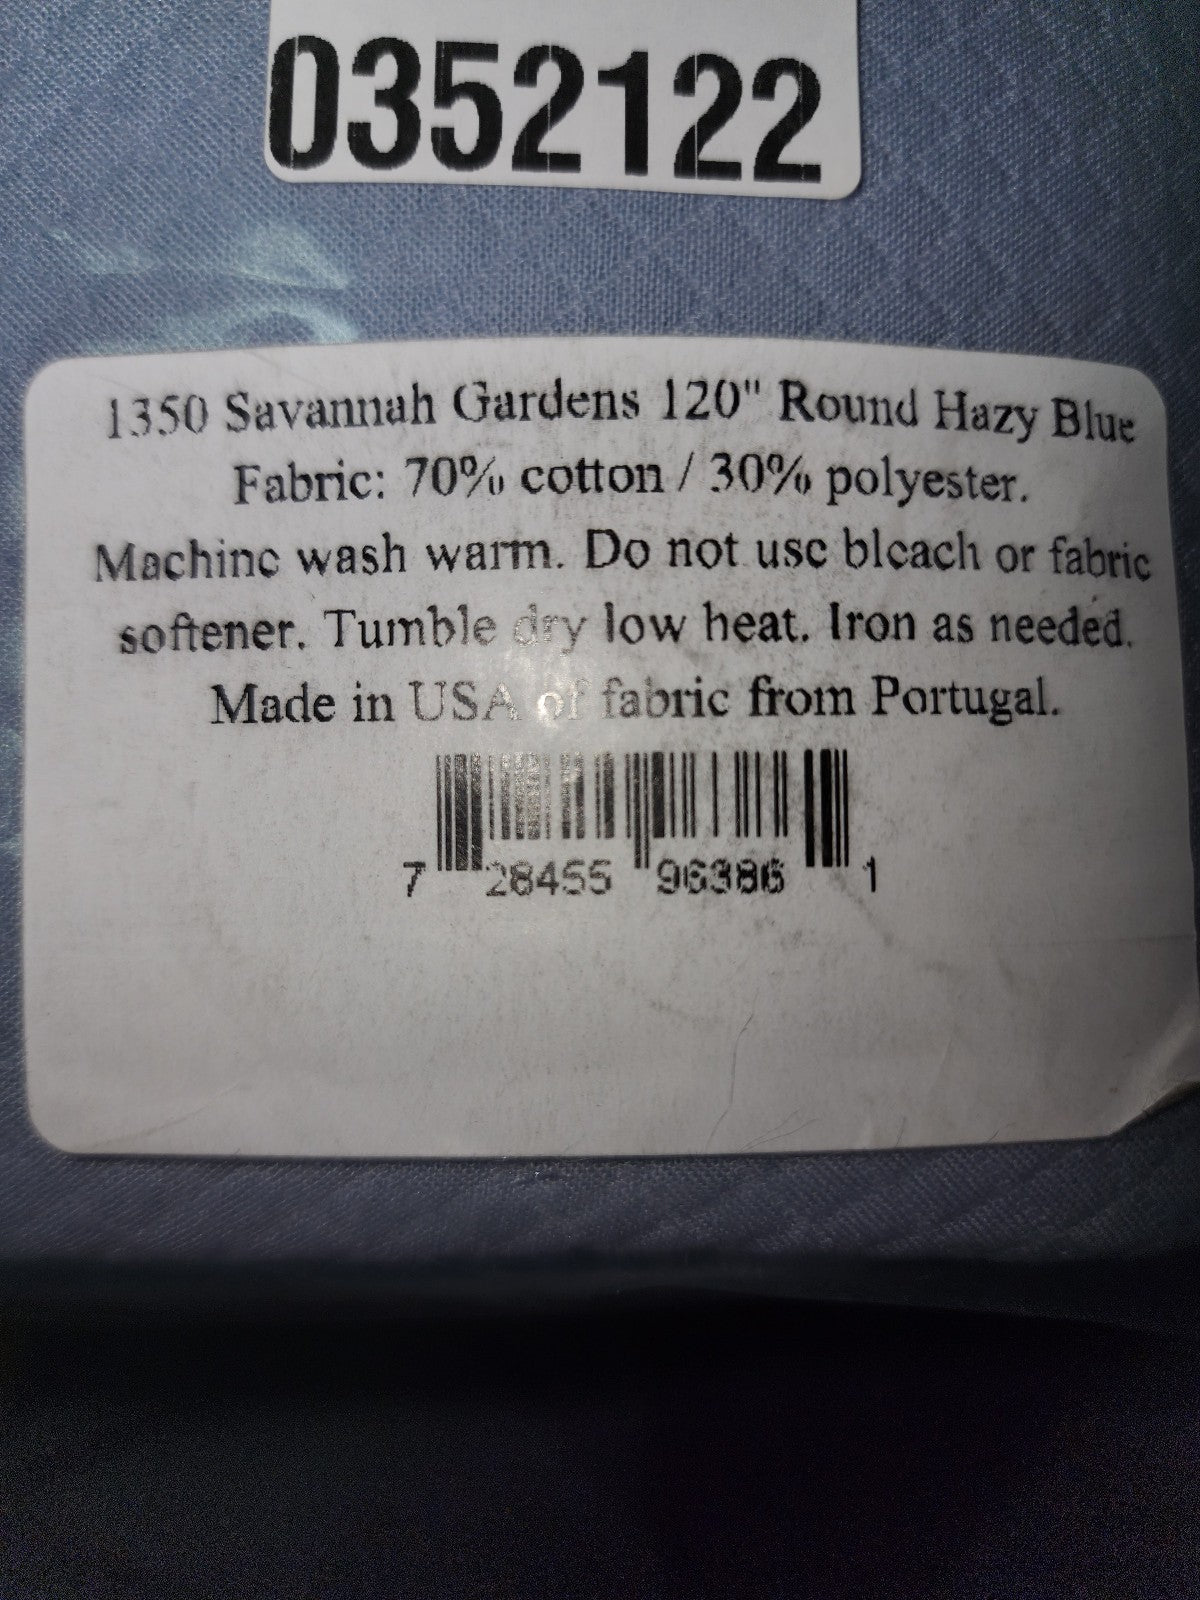 0352122
1350 Savannah Gardens 120" Round Hazy Blue
Fabric: 70% cotton / 30% polyester.
Machine wash warm. Do not use bleach or fabric
softener. Tumble dry low heat. Iron as needed.
Made in USA of fabric from Portugal.
7 28455 96386 1